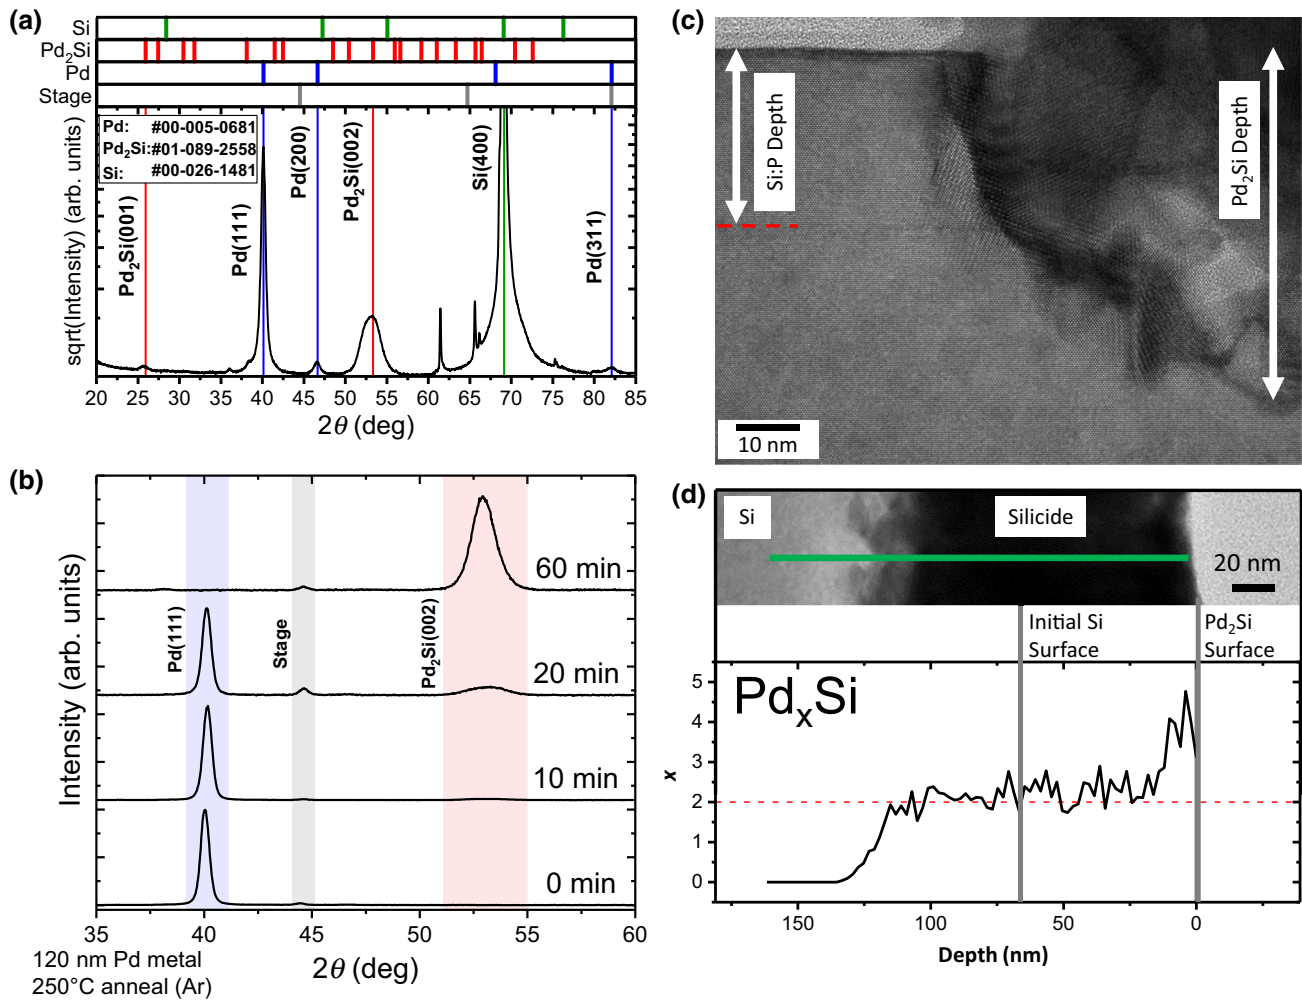 (a)
Si
Pd₂Si
Pd
Stage
Pd: #00-005-0681
Pd₂Si:#01-089-2558
Si: #00-026-1481
Pd₂Si(001)
Pd(111)
Pd(200)
Pd₂Si(002)
Si(400)
Pd(311)
sqrt(Intensity) (arb. units)
20 25 30 35 40 45 50 55 60 65 70 75 80 85
2θ (deg)
(b)
Intensity (arb. units)
60 min
20 min
10 min
0 min
Pd(111)
Stage
Pd₂Si(002)
35 40 45 50 55 60
2θ (deg)
120 nm Pd metal
250°C anneal (Ar)
(c)
Si:P Depth
Pd₂Si Depth
10 nm
(d)
Si
Silicide
20 nm
Initial Si
Surface
Pd₂Si
Surface
PdₓSi
x
5
4
3
2
1
0
150 100 50 0
Depth (nm)